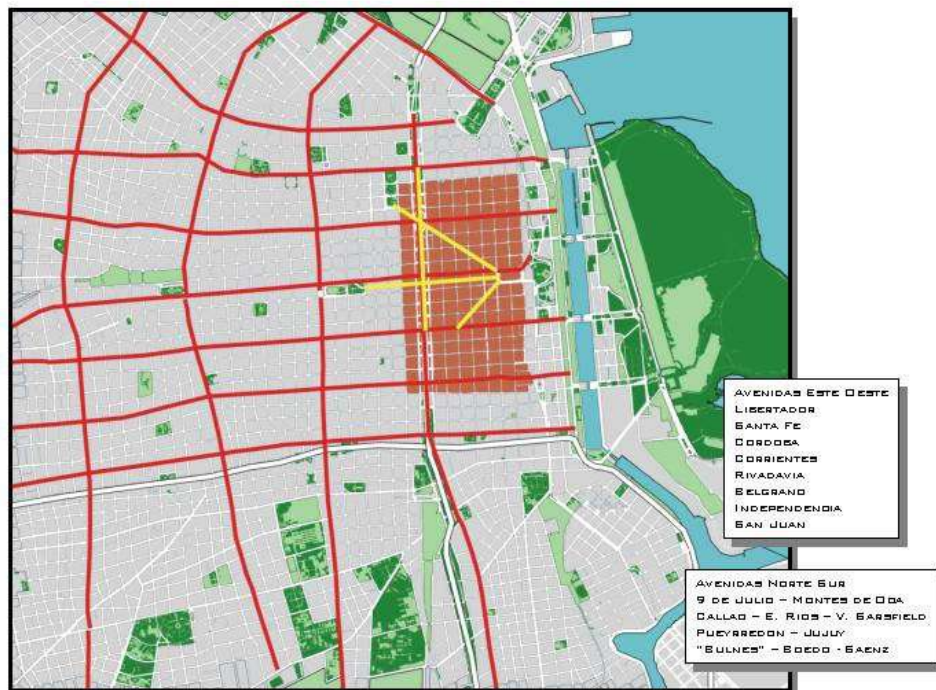 AVENIDAS ESTE OESTE
LIBERTADOR
SANTA FE
CORDOBA
CORRIENTES
RIVADAVIA
BELGRANO
INDEPENDENCIA
SAN JUAN
AVENIDAS NORTE SUR
9 DE JULIO – MONTES DE OCA
CALLAO – E. RIOS – V. SARSFIELD
PUEYRREDON – JUJUY
"BULNES" – BOEDO - SAENZ